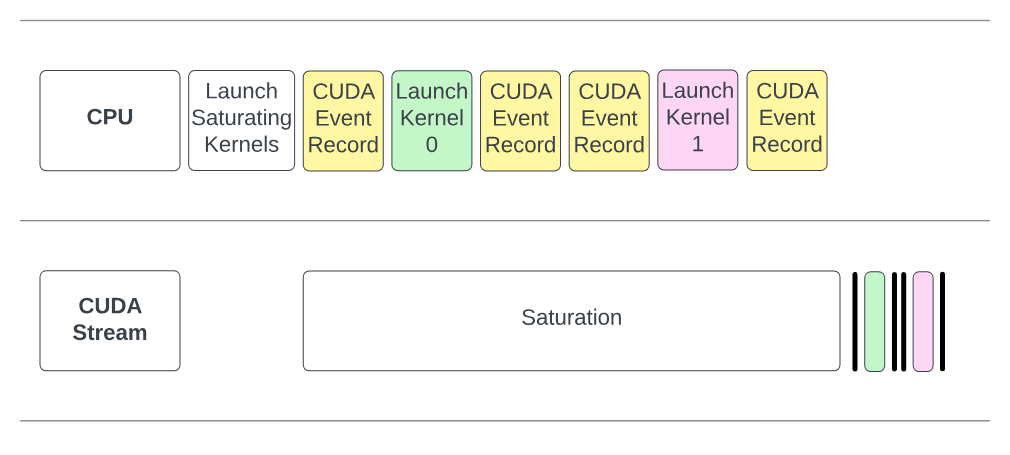 CPU
Launch
Saturating
Kernels
CUDA
Event
Record
Launch
Kernel
0
CUDA
Event
Record
CUDA
Event
Record
Launch
Kernel
1
CUDA
Event
Record
CUDA
Stream
Saturation